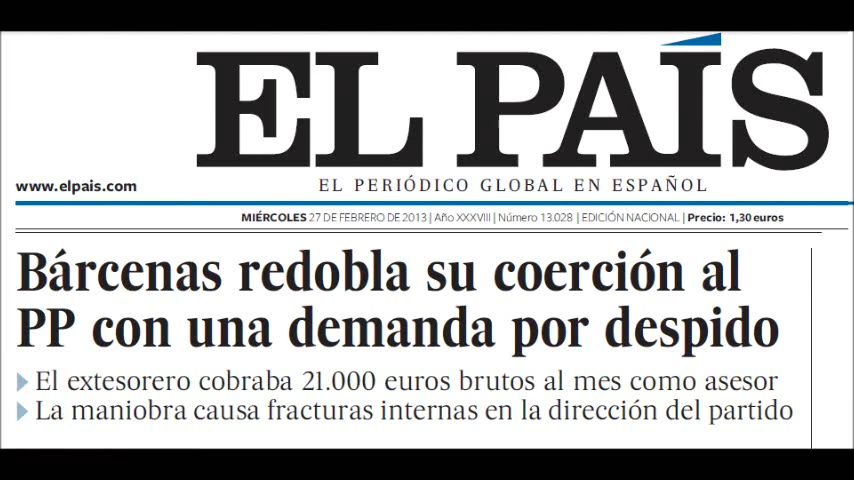 EL PAÍS
www.elpais.com
EL PERIÓDICO GLOBAL EN ESPAÑOL
MIÉRCOLES 27 DE FEBRERO DE 2013 | Año XXXVIII | Número 13.028 | EDICIÓN NACIONAL | Precio: 1,30 euros
Bárcenas redobla su coerción al
PP con una demanda por despido
El extesorero cobraba 21.000 euros brutos al mes como asesor
La maniobra causa fracturas internas en la dirección del partido